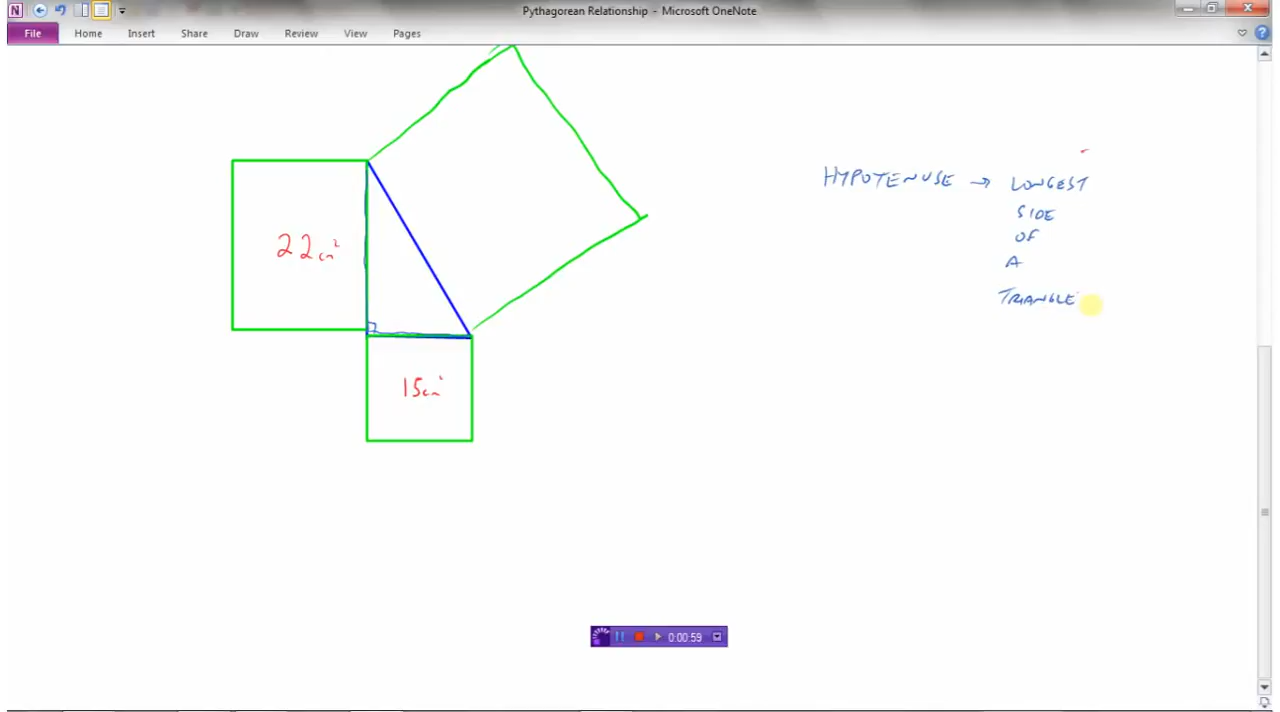 Pythagorean Relationship - Microsoft OneNote
File Home Insert Share Draw Review View Pages
HYPOTENUSE → LONGEST
SIDE
OF
A
TRIANGLE
22cm²
15cm²
0:00:59